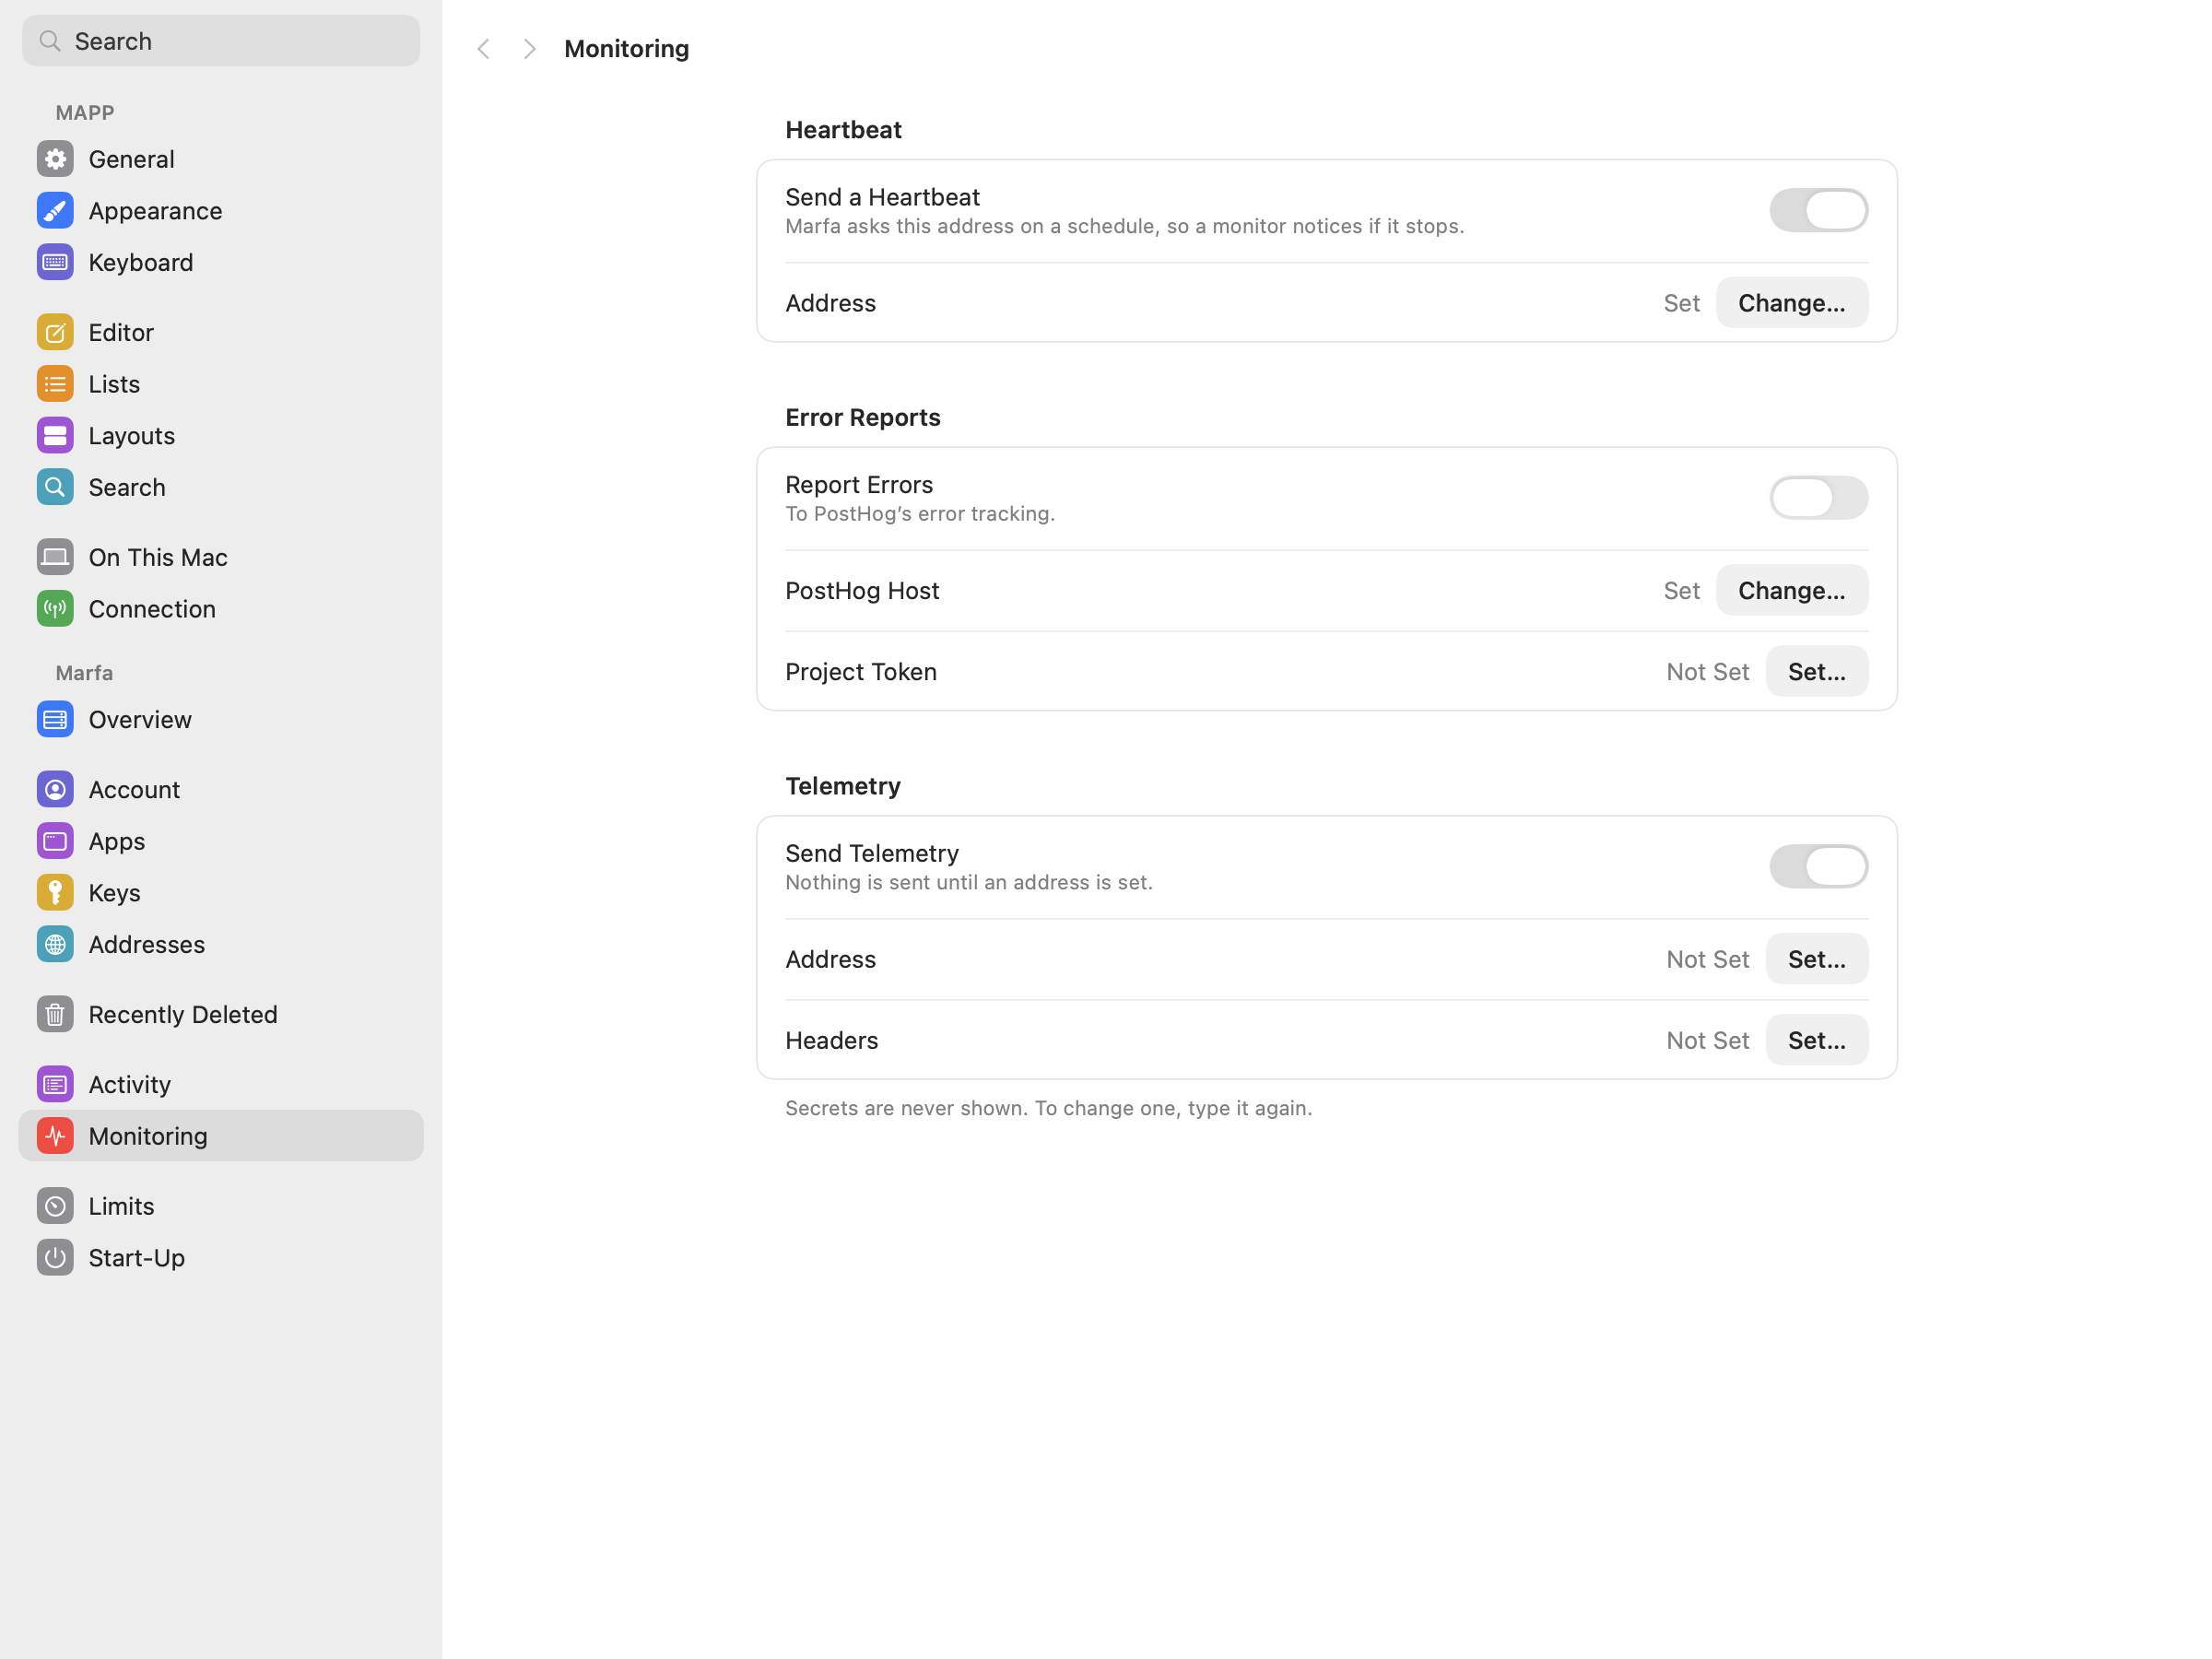 Search
MAPP
General
Appearance
Keyboard
Editor
Lists
Layouts
Search
On This Mac
Connection
Marfa
Overview
Account
Apps
Keys
Addresses
Recently Deleted
Activity
Monitoring
Limits
Start-Up
Monitoring
Heartbeat
Send a Heartbeat
Marfa asks this address on a schedule, so a monitor notices if it stops.
Address Set Change...
Error Reports
Report Errors
To PostHog’s error tracking.
PostHog Host Set Change...
Project Token Not Set Set...
Telemetry
Send Telemetry
Nothing is sent until an address is set.
Address Not Set Set...
Headers Not Set Set...
Secrets are never shown. To change one, type it again.